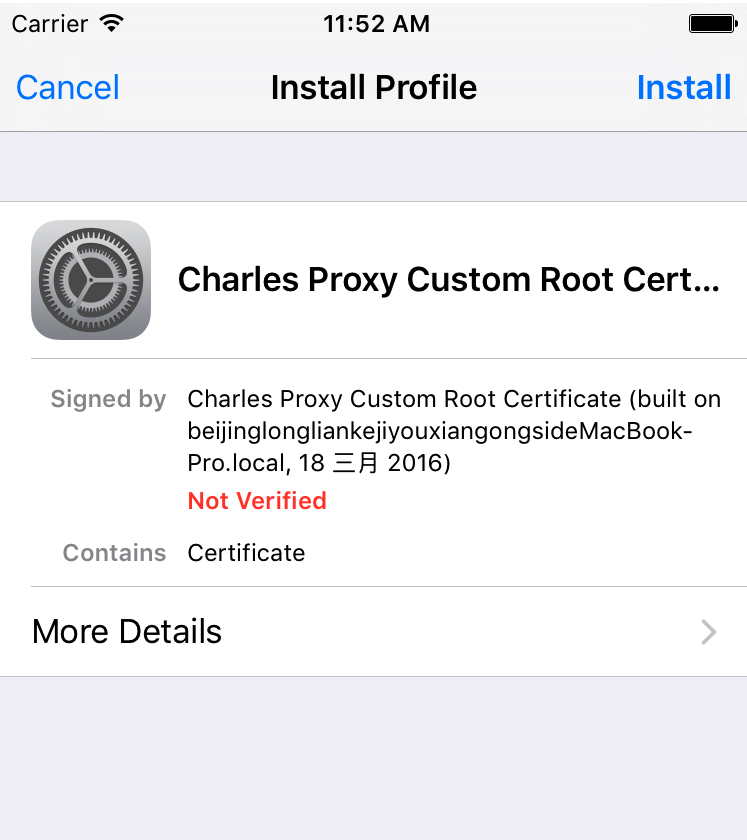 Carrier 11:52 AM
Cancel Install Profile Install
Charles Proxy Custom Root Cert...
Signed by Charles Proxy Custom Root Certificate (built on
beijinglongliankejiyouxiangongsideMacBook-
Pro.local, 18 三月 2016)
Not Verified
Contains Certificate
More Details